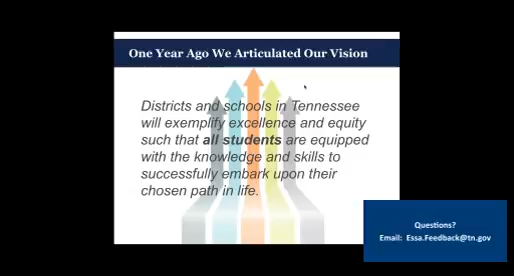 One Year Ago We Articulated Our Vision
Districts and schools in Tennessee
will exemplify excellence and equity
such that all students are equipped
with the knowledge and skills to
successfully embark upon their
chosen path in life.
Questions?
Email: Essa.Feedback@tn.gov